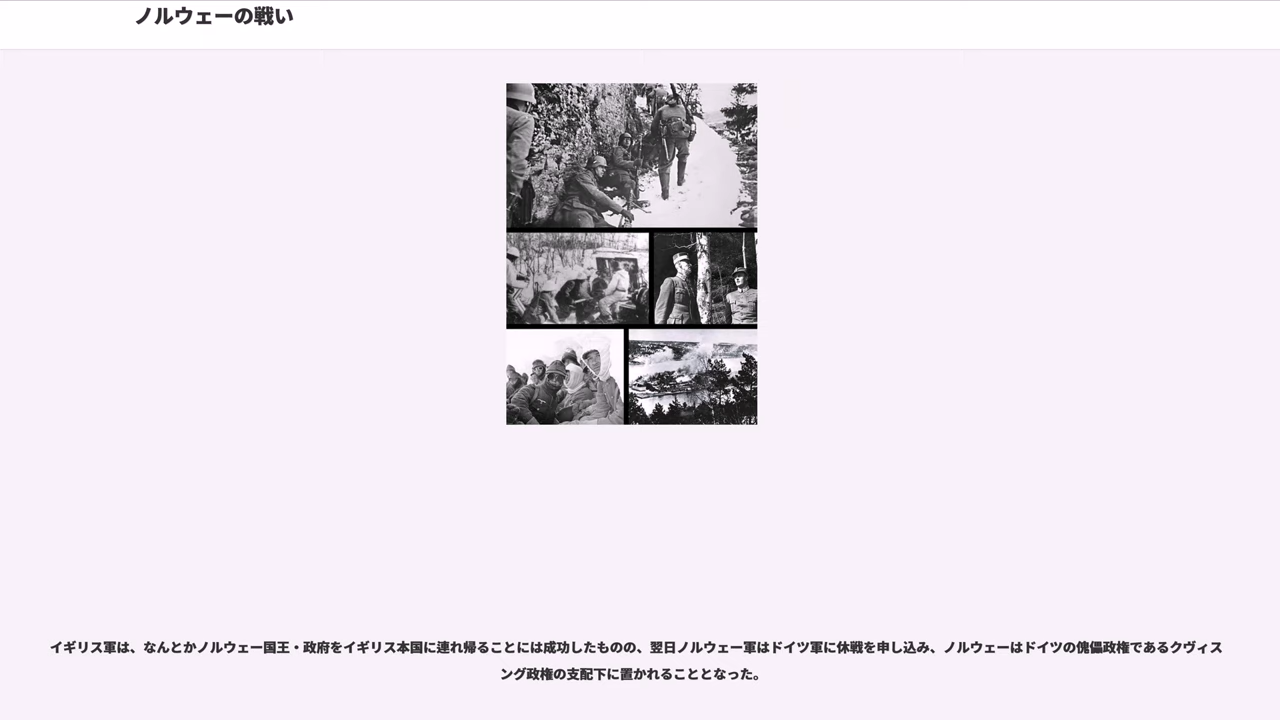 ノルウェーの戦い
イギリス軍は、なんとかノルウェー国王・政府をイギリス本国に連れ帰ることには成功したものの、翌日ノルウェー軍はドイツ軍に休戦を申し込み、ノルウェーはドイツの傀儡政権であるクヴィス
ング政権の支配下に置かれることとなった。